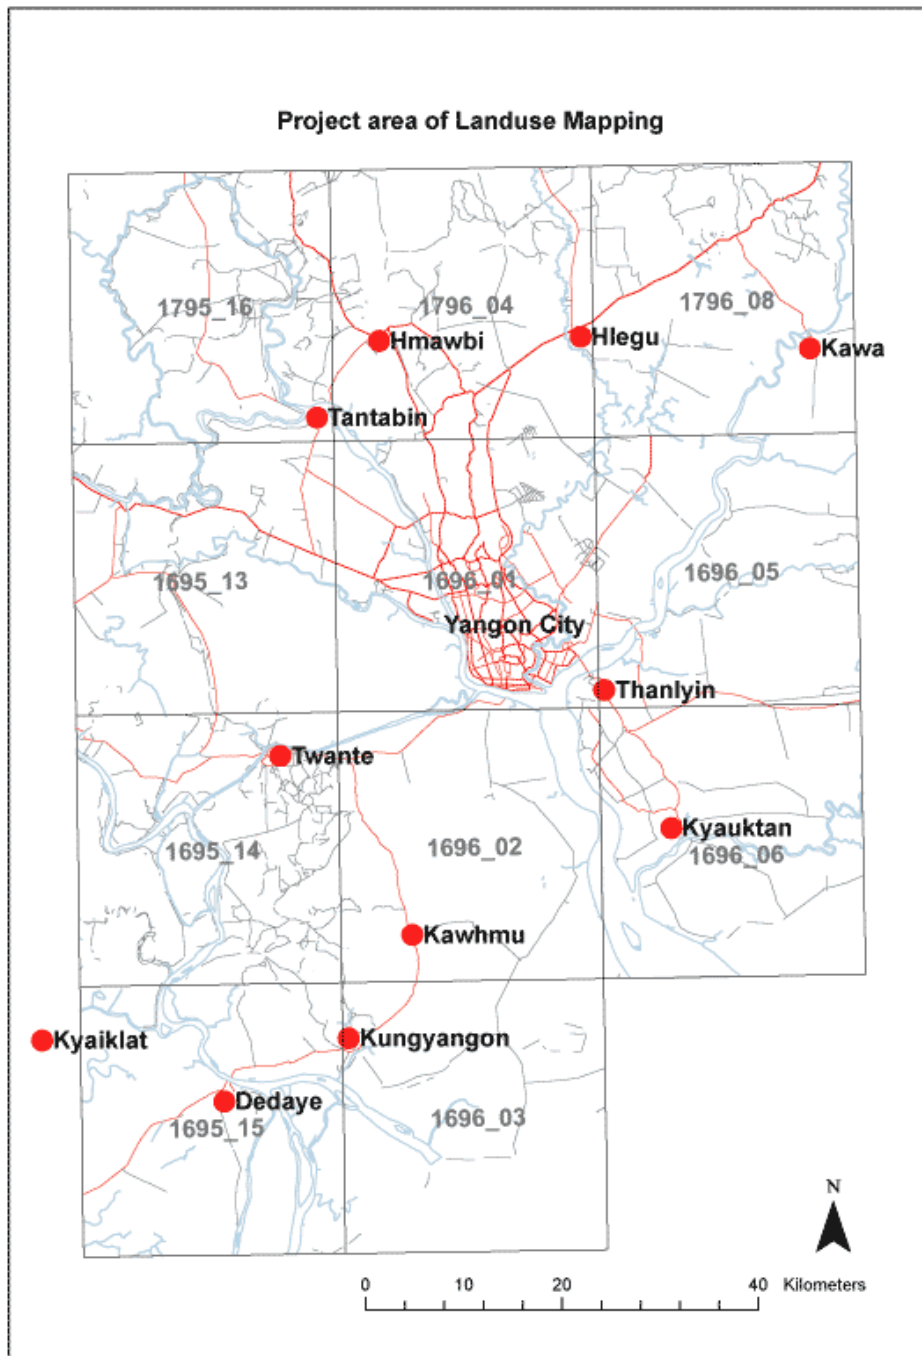 Project area of Landuse Mapping
1795_16
1796_04
1796_08
Hmawbi
Hlegu
Kawa
Tantabin
1695_13
1696_01
1696_05
Yangon City
Thanlyin
Twante
1695_14
1696_02
Kyauktan
1696_06
Kawhmu
Kyaiklat
Kungyangon
Dedaye
1695_15
1696_03
N
0 10 20 40 Kilometers